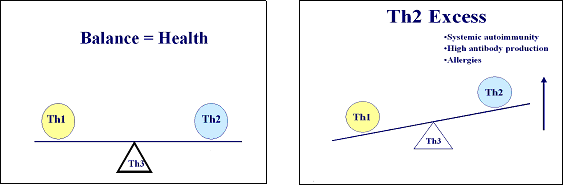 Balance = Health
Th1
Th2
Th3
Th2 Excess
•Systemic autoimmunity
•High antibody production
•Allergies
Th2
Th1
Th3